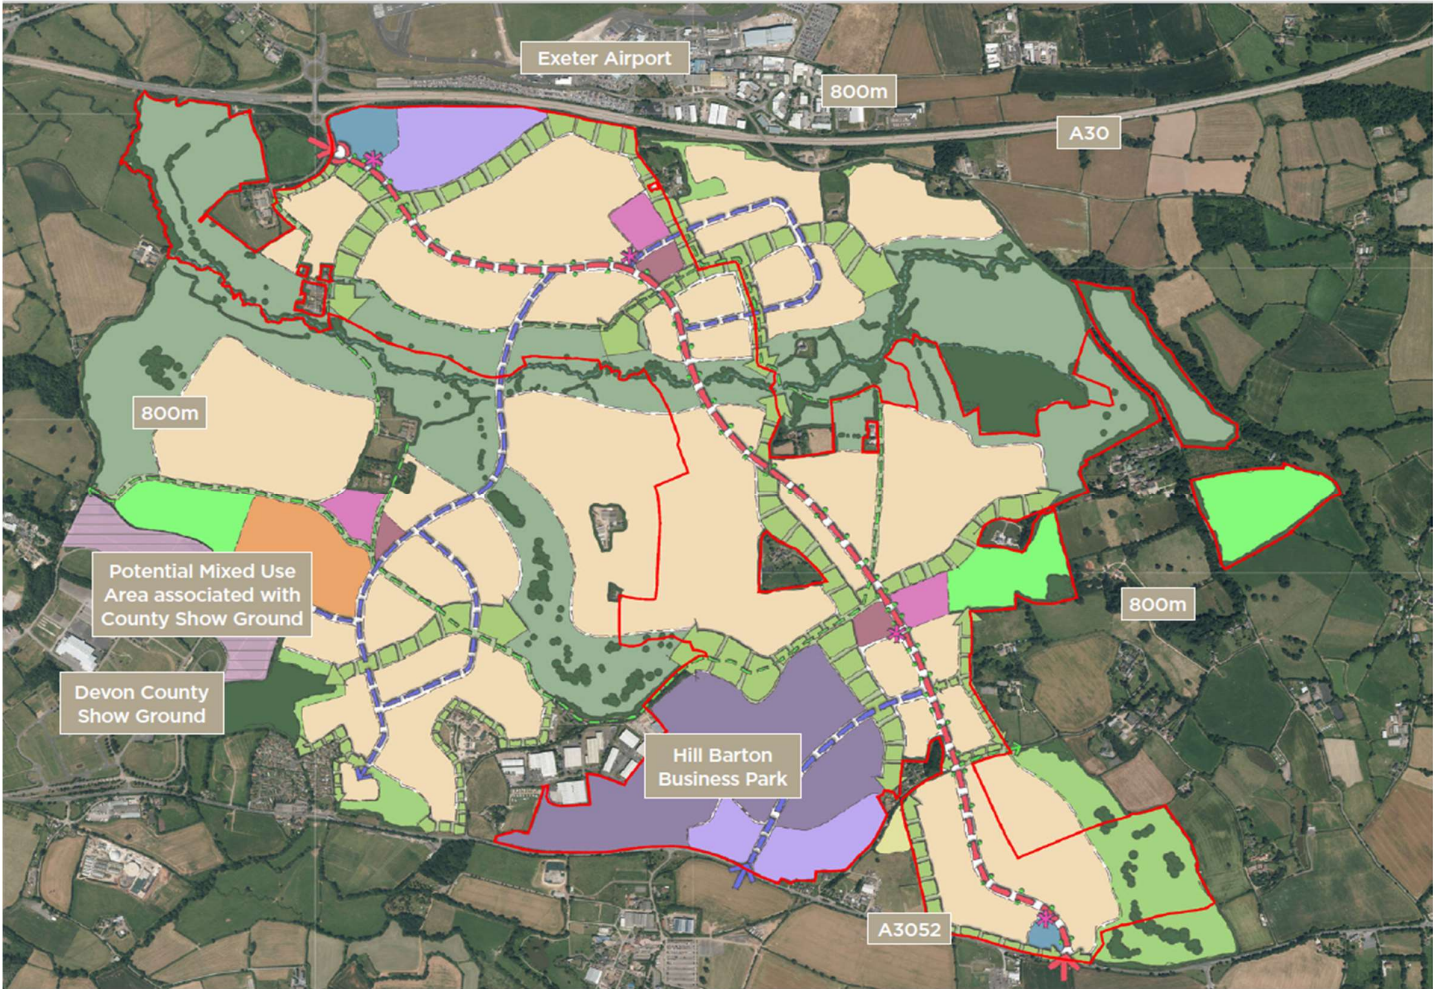 Exeter Airport
800m
A30
800m
Potential Mixed Use
Area associated with
County Show Ground
800m
Devon County
Show Ground
Hill Barton
Business Park
A3052